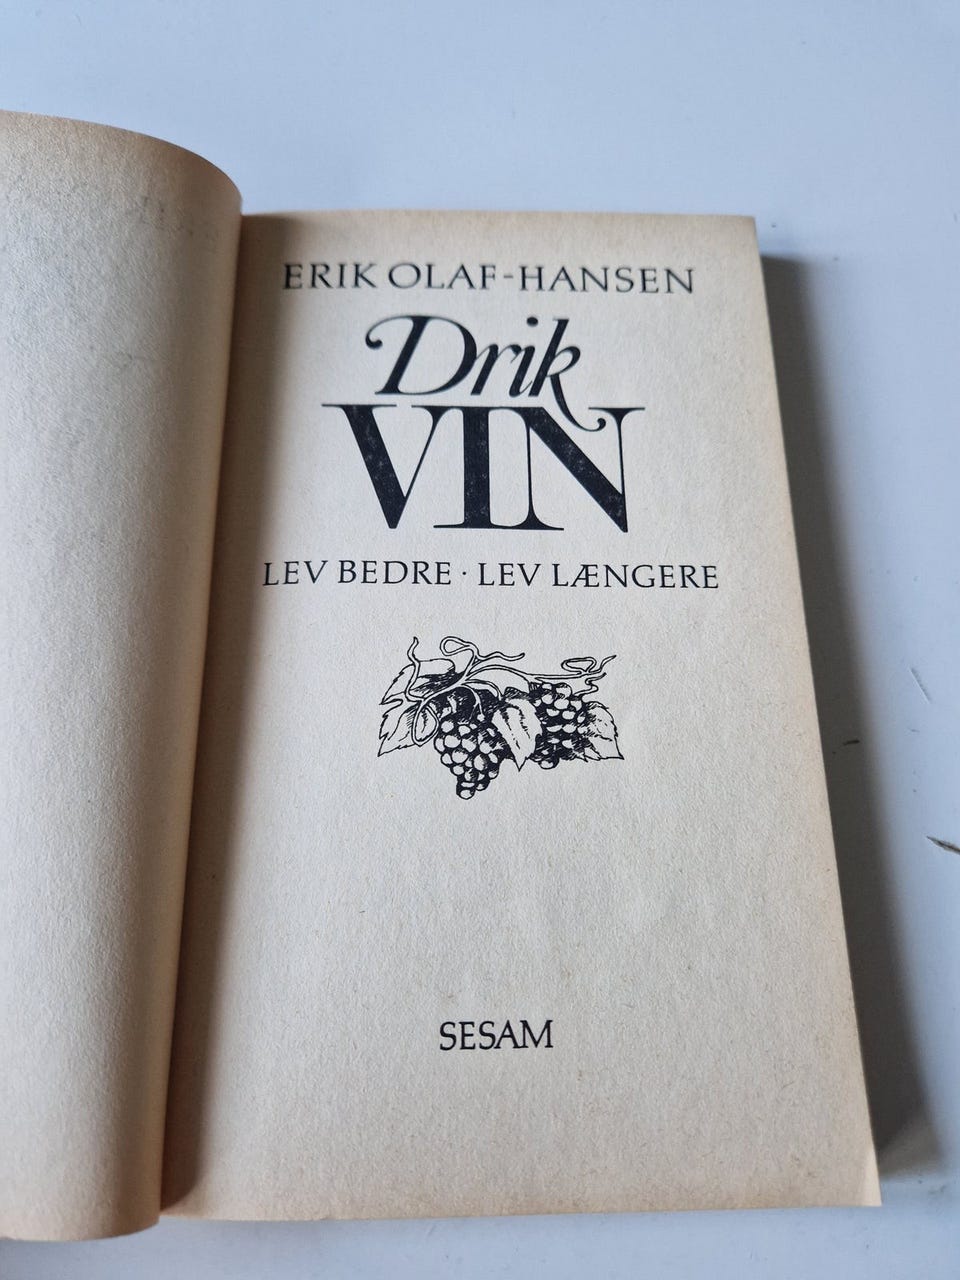 ERIK OLAF-HANSEN
Drik
VIN
LEV BEDRE · LEV LÆNGERE
SESAM